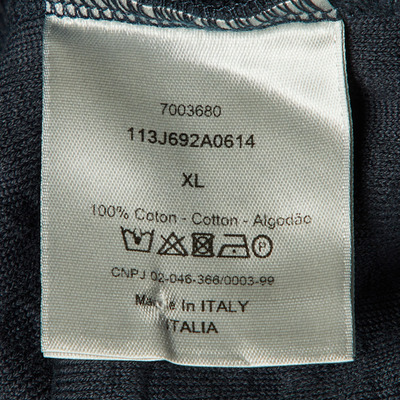 7003680
113J692A0614
XL
100% Coton - Cotton - Algodão
P
CNPJ 02-046-366/0003-99
Made In ITALY
ITALIA